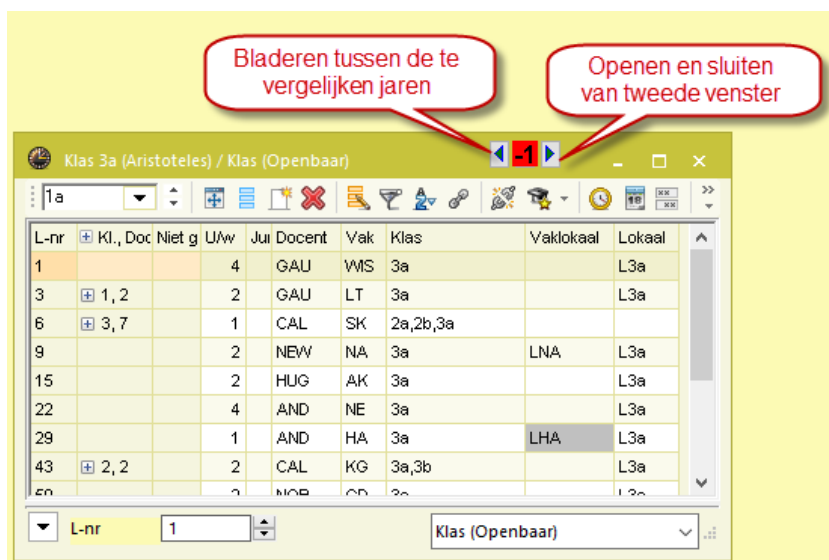 Bladeren tussen de te
vergelijken jaren
Openen en sluiten
van tweede venster
Klas 3a (Aristoteles) / Klas (Openbaar)
-1
1a
L-nr Kl., Doc Niet g U/w Jui Docent Vak Klas Vaklokaal Lokaal
1 4 GAU WIS 3a L3a
3 1, 2 2 GAU LT 3a L3a
6 3, 7 1 CAL SK 2a,2b,3a
9 2 NEW NA 3a LNA L3a
15 2 HUG AK 3a L3a
22 4 AND NE 3a L3a
29 1 AND HA 3a LHA L3a
43 2, 2 2 CAL KG 3a,3b L3a
L-nr 1 Klas (Openbaar)